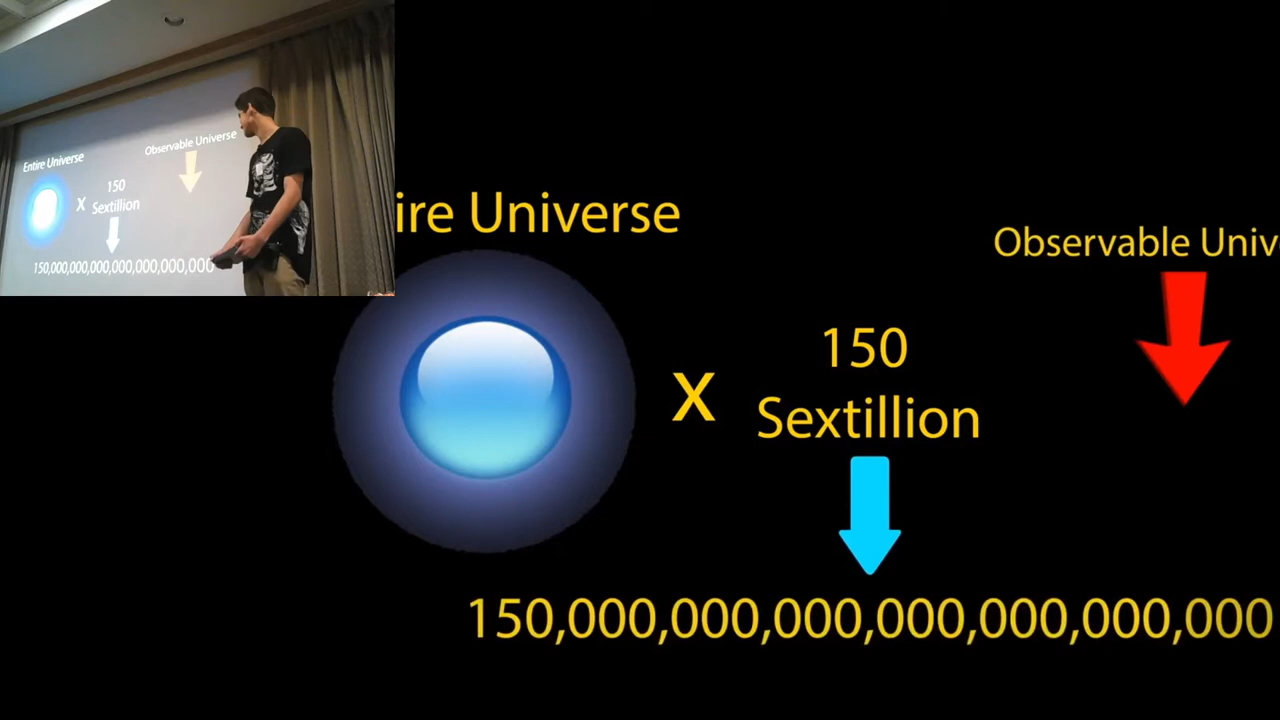 Entire Universe
Observable Universe
X
150
Sextillion
150,000,000,000,000,000,000,000
ire Universe
Observable Univ
X
150
Sextillion
150,000,000,000,000,000,000,000